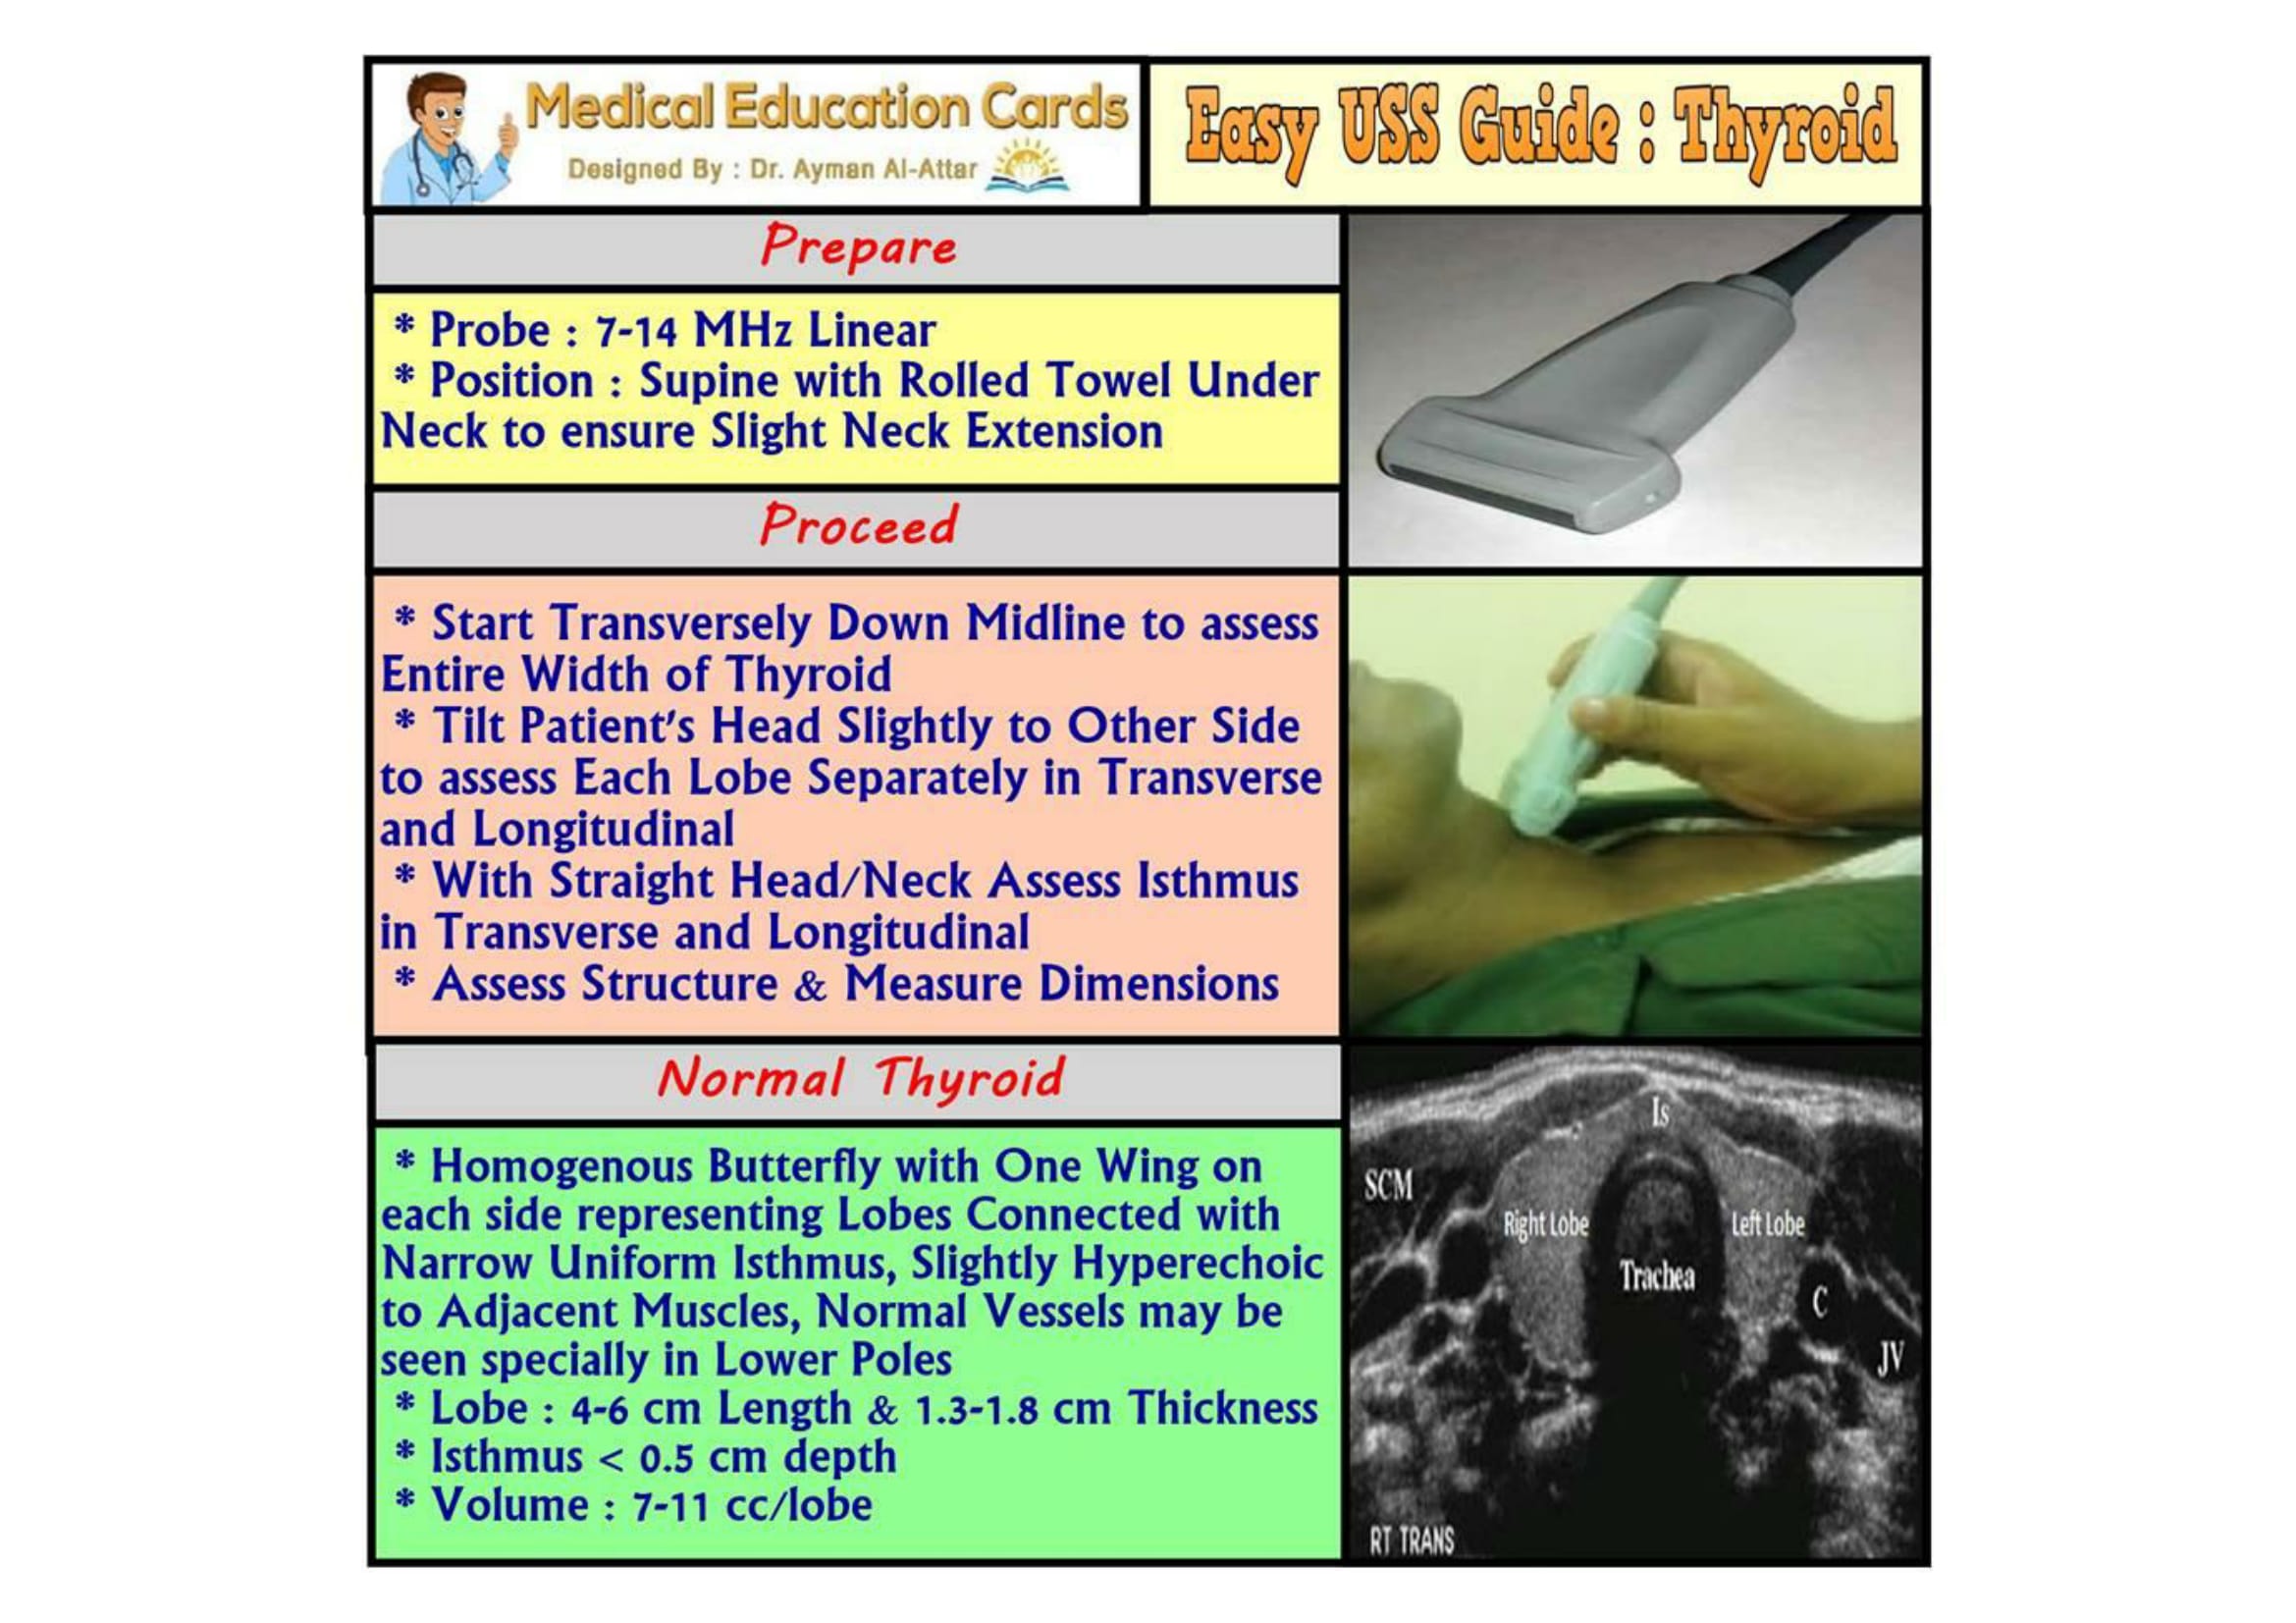 Medical Education Cards
Designed By : Dr. Ayman Al-Attar
Easy USS Guide : Thyroid
Prepare
* Probe : 7-14 MHz Linear
* Position : Supine with Rolled Towel Under
Neck to ensure Slight Neck Extension
Proceed
* Start Transversely Down Midline to assess
Entire Width of Thyroid
* Tilt Patient's Head Slightly to Other Side
to assess Each Lobe Separately in Transverse
and Longitudinal
* With Straight Head/Neck Assess Isthmus
in Transverse and Longitudinal
* Assess Structure & Measure Dimensions
Normal Thyroid
* Homogenous Butterfly with One Wing on
each side representing Lobes Connected with
Narrow Uniform Isthmus, Slightly Hyperechoic
to Adjacent Muscles, Normal Vessels may be
seen specially in Lower Poles
* Lobe : 4-6 cm Length & 1.3-1.8 cm Thickness
* Isthmus < 0.5 cm depth
* Volume : 7-11 cc/lobe
Is
SCM
Right Lobe
Left Lobe
Trachea
C
JV
RT TRANS